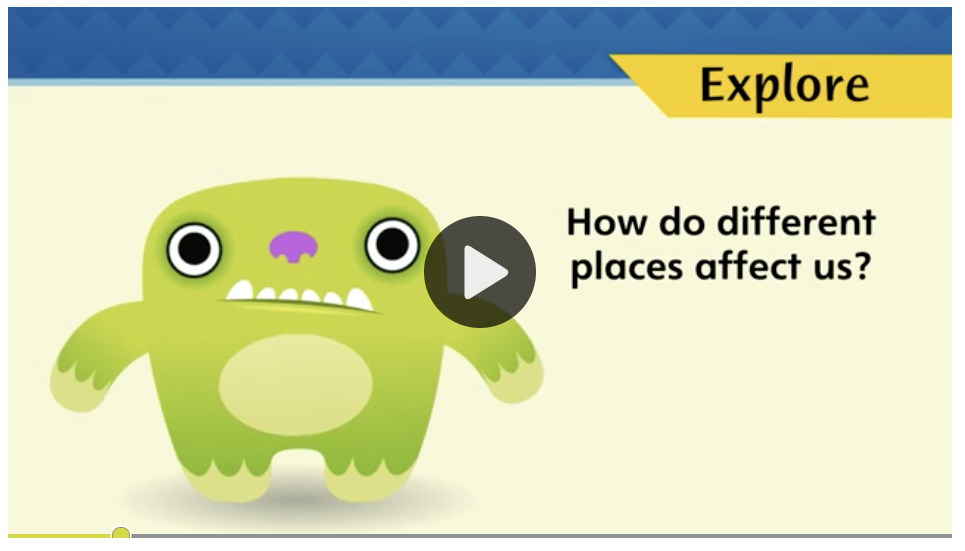 Explore
How do different
places affect us?